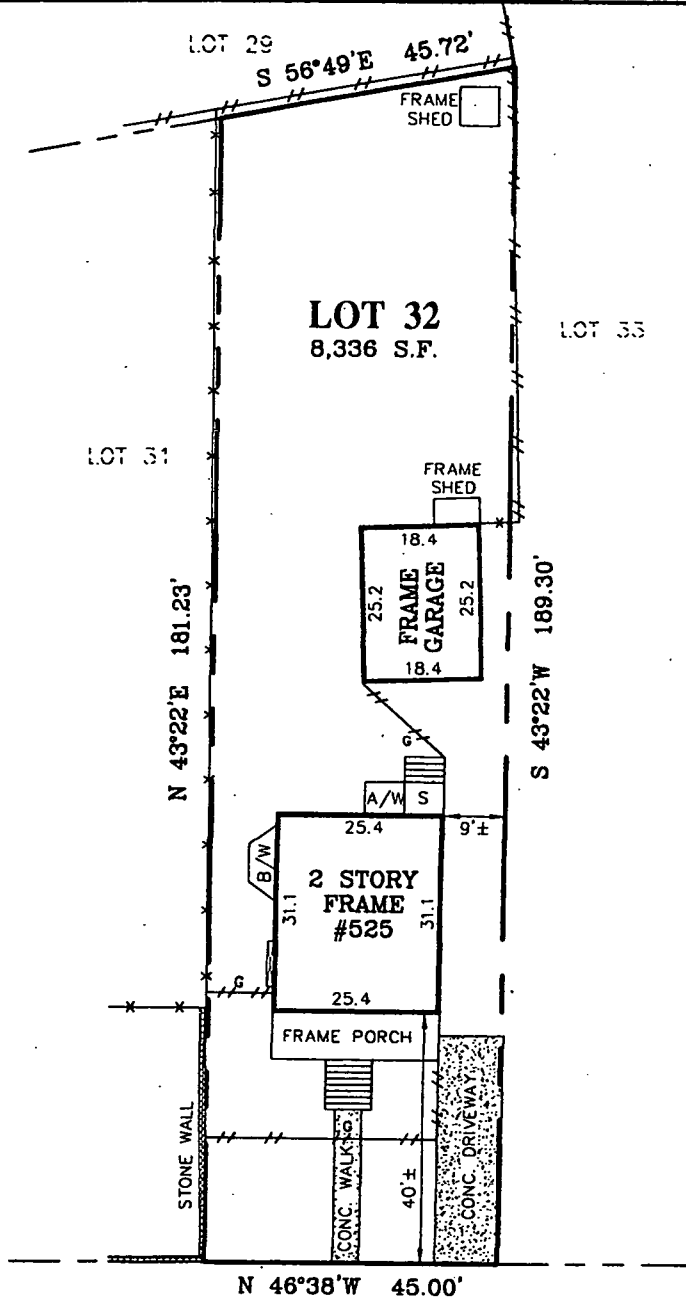 LOT 29
S 56°49'E 45.72'
FRAME
SHED
LOT 32
8,336 S.F.
LOT 33
LOT 31
FRAME
SHED
18.4
25.2
FRAME
GARAGE
25.2
18.4
N 43°22'E 181.23'
S 43°22'W 189.30'
G
A/W
S
25.4
9'±
B/W
2 STORY
FRAME
#525
31.1
31.1
G
25.4
FRAME PORCH
STONE WALL
G
CONC. WALK
40'±
CONC. DRIVEWAY
N 46°38'W 45.00'